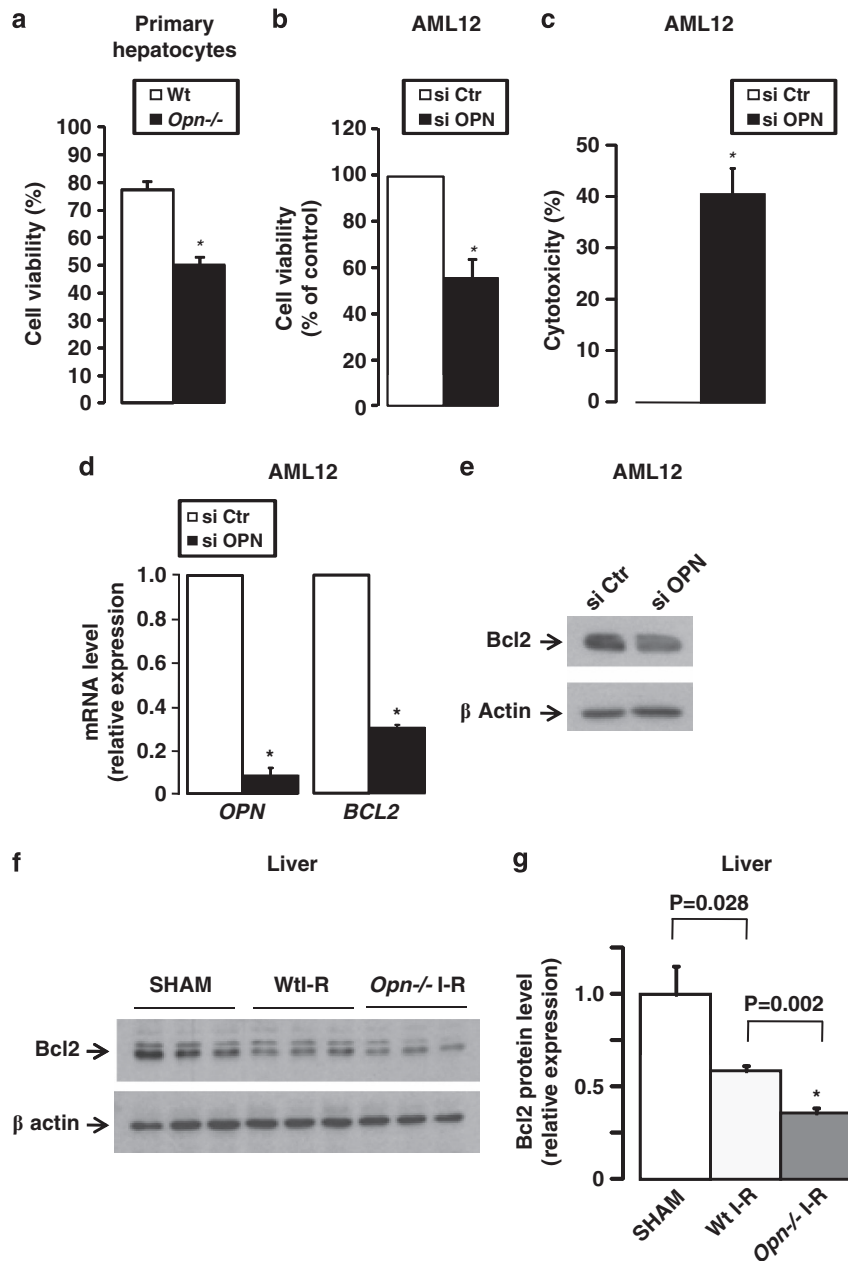 a
Primary
hepatocytes
Wt
Opn-/-
Cell viability (%)
100
90
80
70
60
50
40
30
20
10
0
*
b
AML12
si Ctr
si OPN
Cell viability
(% of control)
120
100
80
60
40
20
0
*
c
AML12
si Ctr
si OPN
Cytotoxicity (%)
50
40
30
20
10
0
*
d
AML12
si Ctr
si OPN
mRNA level
(relative expression
1.0
0.8
0.6
0.4
0.2
0
*
*
OPN
BCL2
e
AML12
si Ctr
si OPN
Bcl2
β Actin
f
Liver
SHAM
WtI-R
Opn-/- I-R
Bcl2
β actin
g
Liver
P=0.028
P=0.002
Bcl2 protein level
(relative expression)
1.0
0.5
0
*
SHAM
Wt I-R
Opn-/- I-R